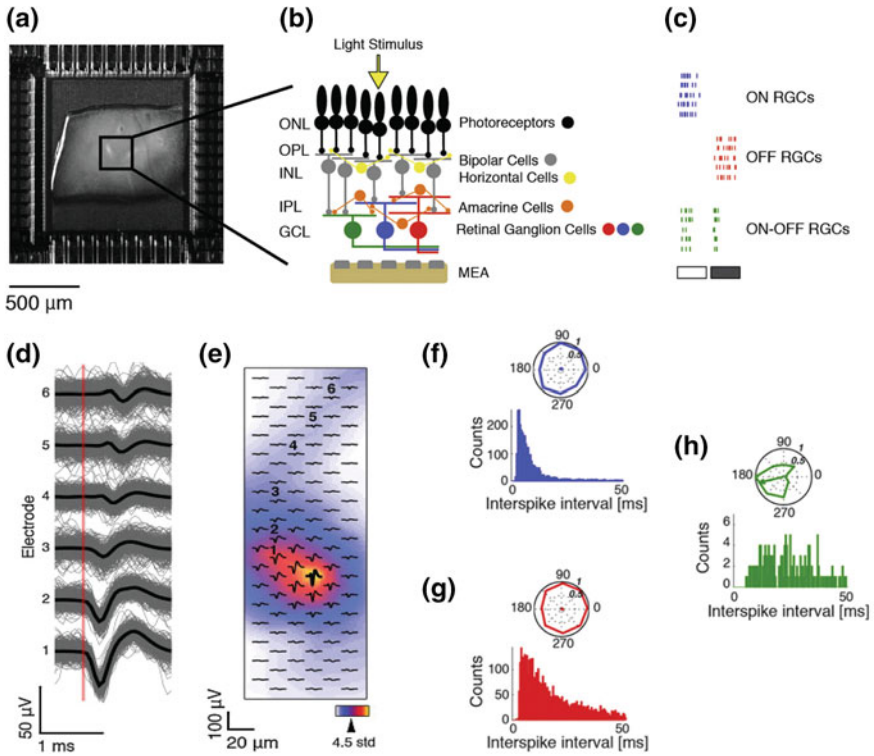 (a)
500 µm
(b)
Light Stimulus
ONL
OPL
INL
IPL
GCL
Photoreceptors
Bipolar Cells
Horizontal Cells
Amacrine Cells
Retinal Ganglion Cells
MEA
(c)
ON RGCs
OFF RGCs
ON-OFF RGCs
(d)
Electrode
6
5
4
3
2
1
50 µV
1 ms
(e)
6
5
4
3
2
1
100 µV
20 µm
4.5 std
(f)
90
1
0.5
180
0
270
Counts
200
100
0
0
50
Interspike interval [ms]
(g)
90
1
0.5
180
0
270
Counts
150
100
50
0
0
50
Interspike interval [ms]
(h)
90
1
0.5
180
0
270
Counts
6
4
2
0
0
50
Interspike interval [ms]